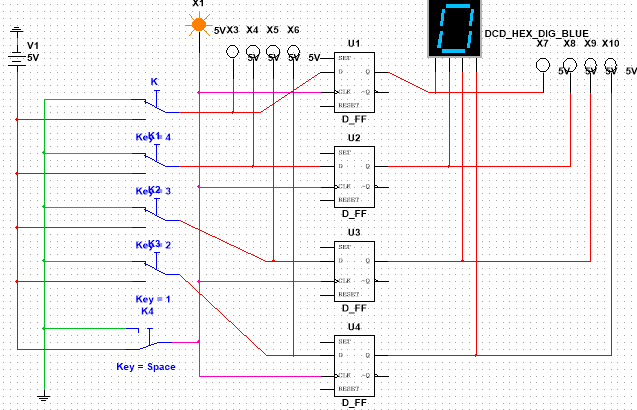 X1
5V
X3
X4
X5
X6
5V
5V
5V
5V
DCD_HEX_DIG_BLUE
X7
X8
X9
X10
5V
5V
5V
5V
V1
5V
U1
SET
D
Q
CLK
~Q
RESET
D_FF
K
Key = 4
K1
U2
SET
D
Q
CLK
~Q
RESET
D_FF
Key = 3
K2
U3
SET
D
Q
CLK
~Q
RESET
D_FF
Key = 2
K3
Key = 1
U4
SET
D
Q
CLK
~Q
RESET
D_FF
K4
Key = Space
0